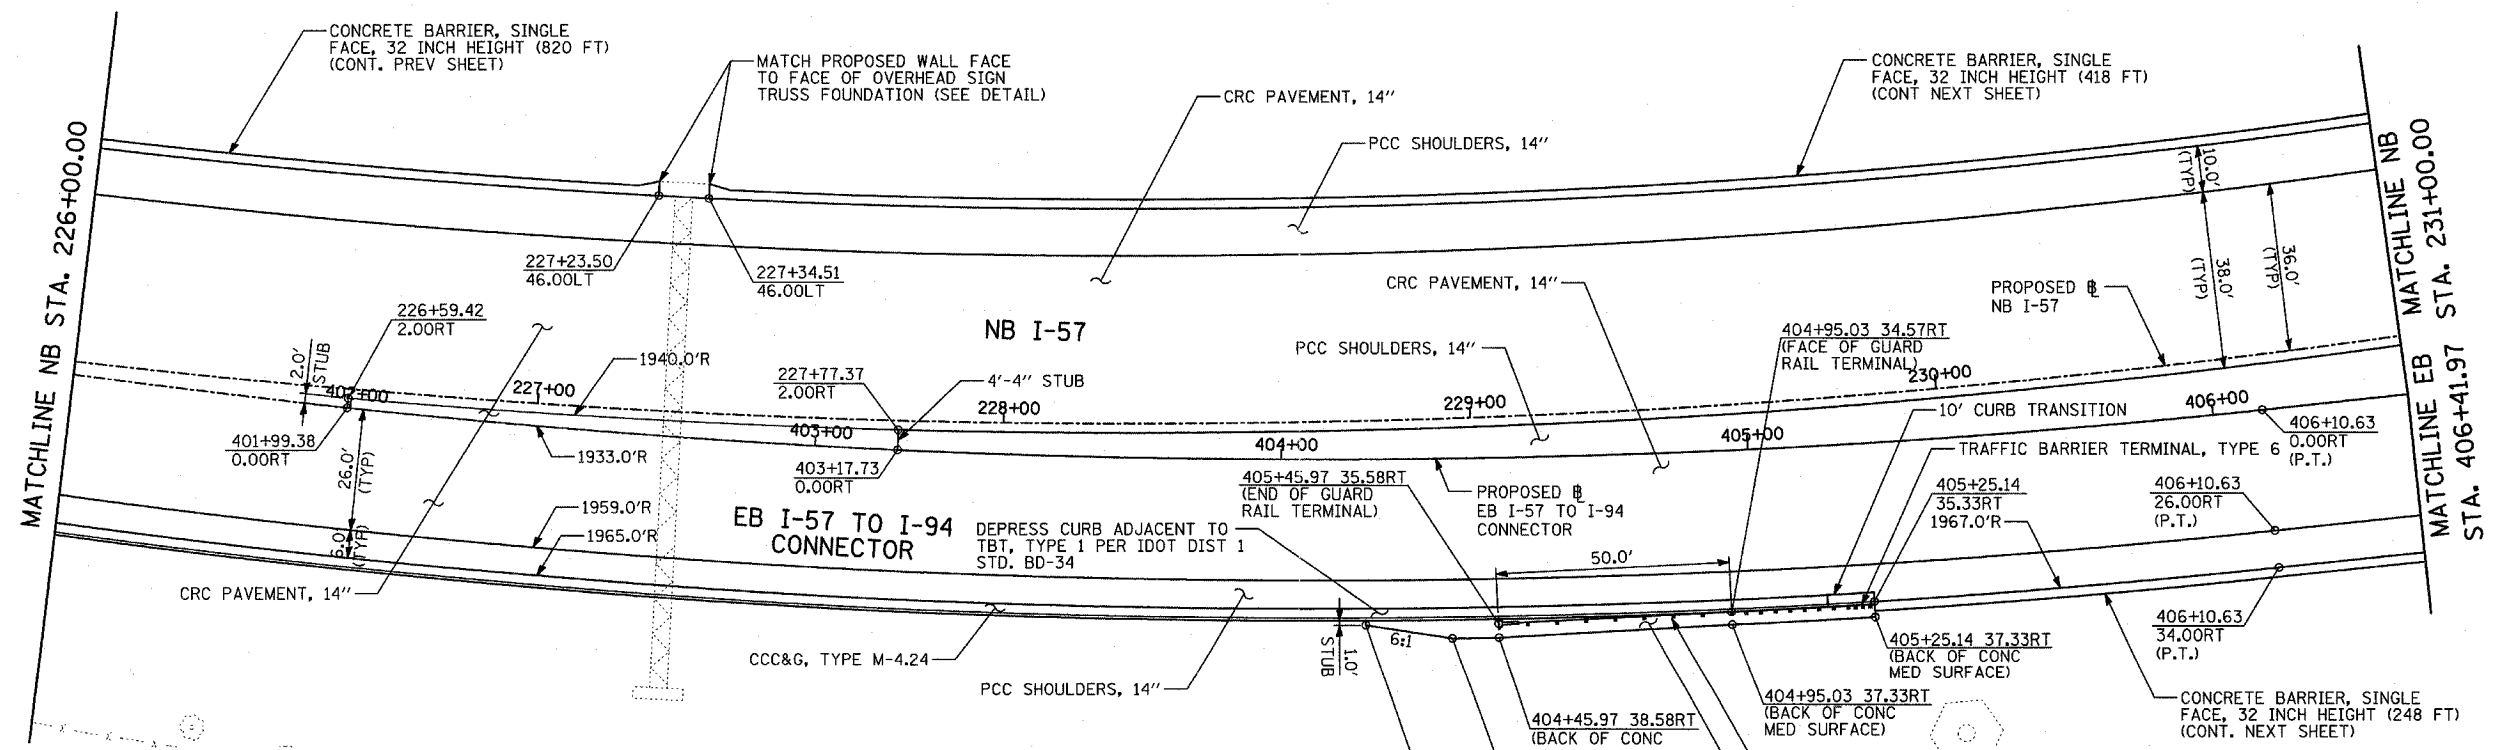 CONCRETE BARRIER, SINGLE
FACE, 32 INCH HEIGHT (820 FT)
(CONT. PREV SHEET)
MATCH PROPOSED WALL FACE
TO FACE OF OVERHEAD SIGN
TRUSS FOUNDATION (SEE DETAIL)
CRC PAVEMENT, 14"
PCC SHOULDERS, 14"
CONCRETE BARRIER, SINGLE
FACE, 32 INCH HEIGHT (418 FT)
(CONT NEXT SHEET)
MATCHLINE NB STA. 226+00.00
MATCHLINE NB
STA. 231+00.00
MATCHLINE EB
STA. 406+41.97
10.0'
(TYP)
38.0'
(TYP)
36.0'
(TYP)
227+23.50
46.00LT
227+34.51
46.00LT
226+59.42
2.00RT
2.0'
STUB
402+00
227+00
1940.0'R
NB I-57
227+77.37
2.00RT
4'-4" STUB
228+00
CRC PAVEMENT, 14"
PCC SHOULDERS, 14"
229+00
PROPOSED ℄
NB I-57
404+95.03 34.57RT
(FACE OF GUARD
RAIL TERMINAL)
230+00
10' CURB TRANSITION
406+00
406+10.63
0.00RT
(P.T.)
401+99.38
0.00RT
26.0'
(TYP)
1933.0'R
403+00
403+17.73
0.00RT
404+00
405+00
TRAFFIC BARRIER TERMINAL, TYPE 6
405+45.97 35.58RT
(END OF GUARD
RAIL TERMINAL)
PROPOSED ℄
EB I-57 TO I-94
CONNECTOR
405+25.14
35.33RT
1967.0'R
406+10.63
26.00RT
(P.T.)
1959.0'R
1965.0'R
EB I-57 TO I-94
CONNECTOR
DEPRESS CURB ADJACENT TO
TBT, TYPE 1 PER IDOT DIST 1
STD. BD-34
50.0'
6.0'
(TYP)
CRC PAVEMENT, 14"
CCC&G, TYPE M-4.24
PCC SHOULDERS, 14"
1.0'
STUB
6:1
404+45.97 38.58RT
(BACK OF CONC
404+95.03 37.33RT
(BACK OF CONC
MED SURFACE)
405+25.14 37.33RT
(BACK OF CONC
MED SURFACE)
406+10.63
34.00RT
(P.T.)
CONCRETE BARRIER, SINGLE
FACE, 32 INCH HEIGHT (248 FT)
(CONT. NEXT SHEET)